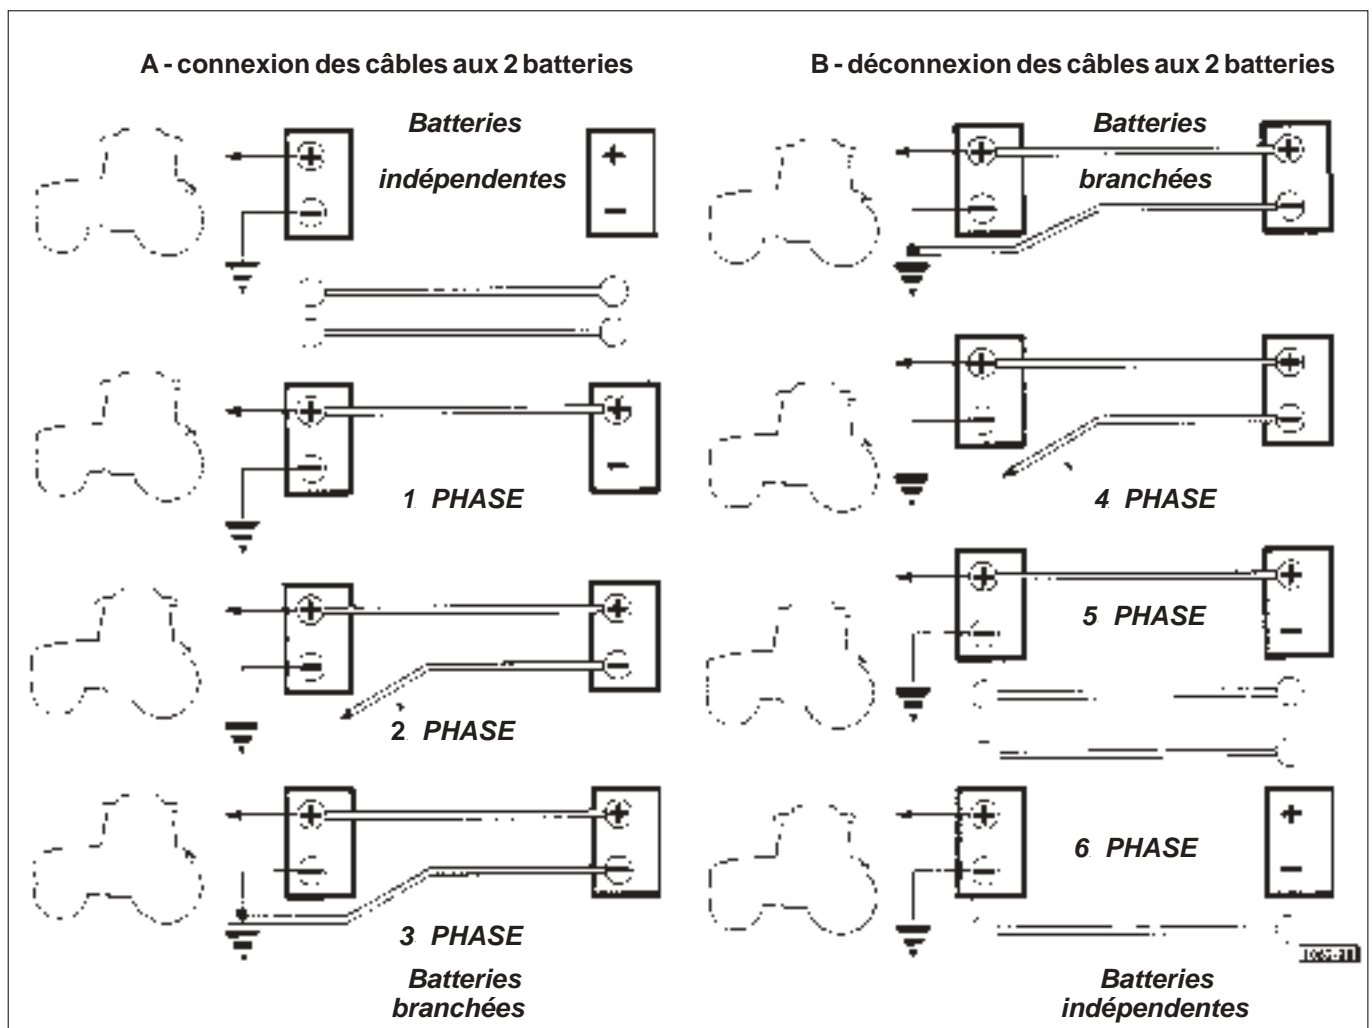 A - connexion des câbles aux 2 batteries
Batteries
indépendentes
+
-
+
-
1 PHASE
+
-
+
-
2 PHASE
+
-
+
-
3 PHASE
+
-
+
-
Batteries
branchées
B - déconnexion des câbles aux 2 batteries
Batteries
branchées
+
-
+
-
4 PHASE
+
-
+
-
5 PHASE
+
-
+
-
6 PHASE
+
-
+
-
Batteries
indépendentes